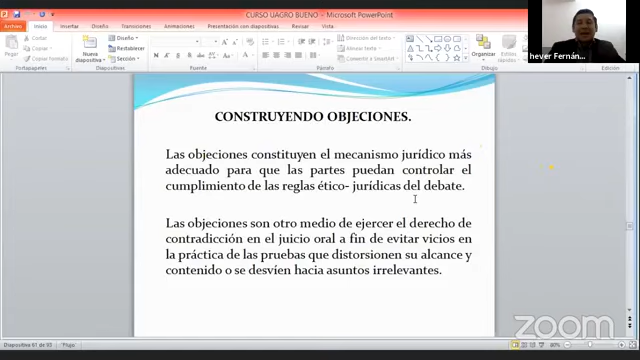 CURSO UAGRO BUENO - Microsoft PowerPoint
Archivo Inicio Insertar Diseño Transiciones Animaciones Presentación con diapositivas Revisar Vista
Cortar
Copiar
Copiar formato
Pegar
Portapapeles
Nueva diapositiva
Diseño
Restablecer
Sección
Diapositivas
Fuente
Párrafo
Dirección del texto
Alinear texto
Convertir a SmartArt
Organizar
Estilos
hever Fernán...
CONSTRUYENDO OBJECIONES.
Las objeciones constituyen el mecanismo jurídico más
adecuado para que las partes puedan controlar el
cumplimiento de las reglas ético- jurídicas del debate.
Las objeciones son otro medio de ejercer el derecho de
contradicción en el juicio oral a fin de evitar vicios en
la práctica de las pruebas que distorsionen su alcance y
contenido o se desvíen hacia asuntos irrelevantes.
Diapositiva 61 de 93
"Flujo"
80%
zoom